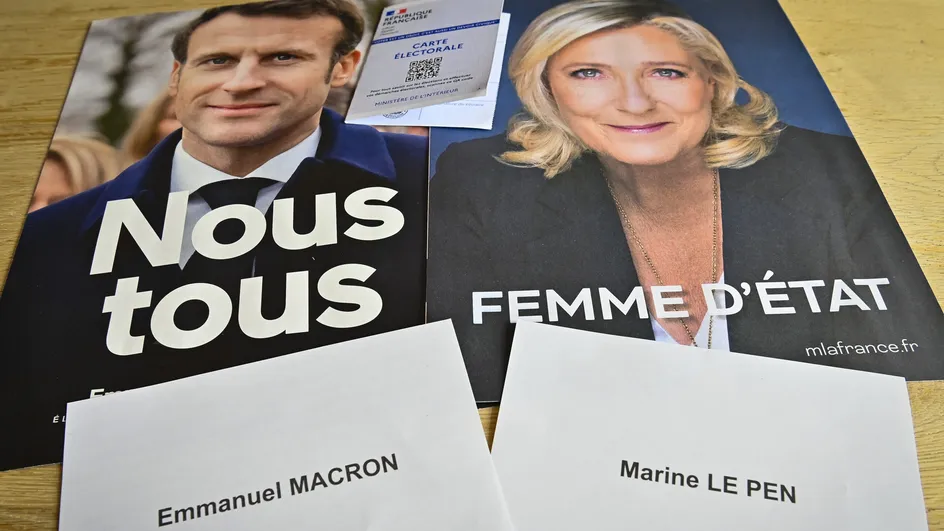 RÉPUBLIQUE
FRANÇAISE
CARTE
ÉLECTORALE
MINISTÈRE DE L'INTÉRIEUR
Nous
tous
FEMME D'ÉTAT
mlafrance.fr
Emmanuel MACRON
Marine LE PEN